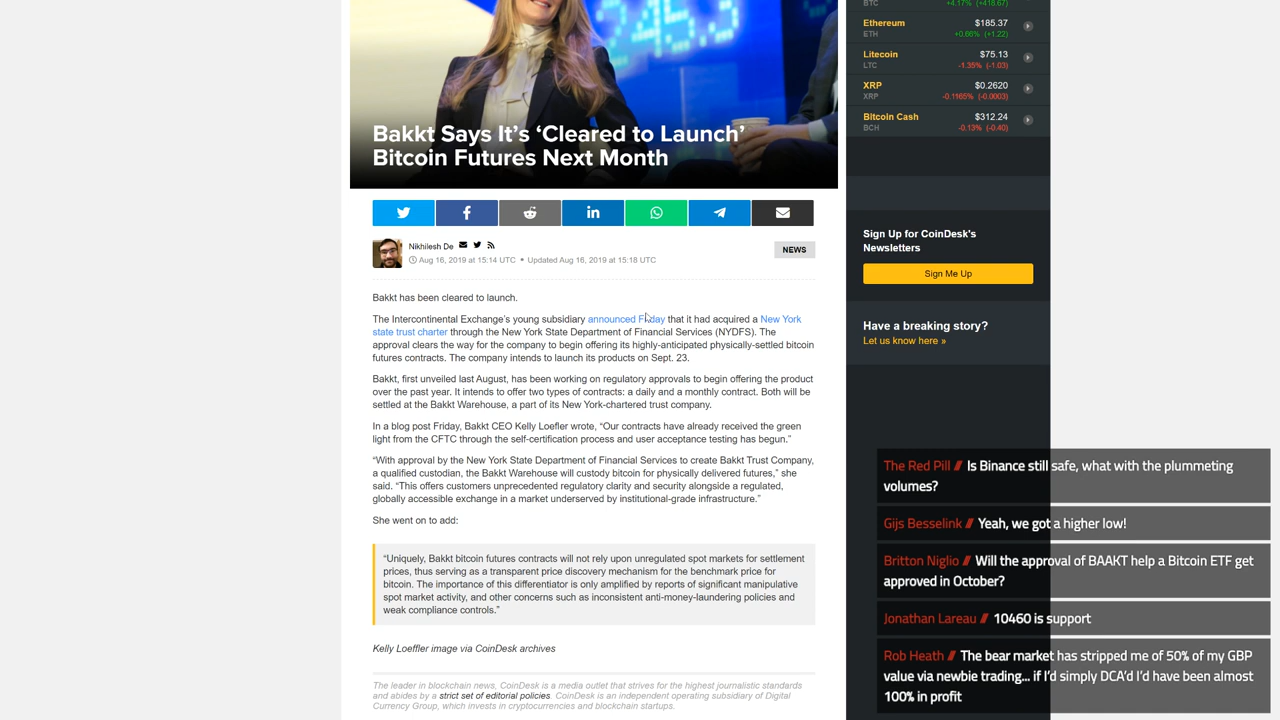 BTC
+4.17% (+418.67)
Ethereum
$185.37
ETH
+0.66% (+1.22)
Litecoin
$75.13
LTC
-1.35% (-1.03)
XRP
$0.2620
XRP
-0.1165% (-0.0003)
Bitcoin Cash
$312.24
BCH
-0.13% (-0.40)
Bakkt Says It's ‘Cleared to Launch’
Bitcoin Futures Next Month
Nikhilesh De
Aug 16, 2019 at 15:14 UTC • Updated Aug 16, 2019 at 15:18 UTC
NEWS
Bakkt has been cleared to launch.
The Intercontinental Exchange's young subsidiary announced Friday that it had acquired a New York
state trust charter through the New York State Department of Financial Services (NYDFS). The
approval clears the way for the company to begin offering its highly-anticipated physically-settled bitcoin
futures contracts. The company intends to launch its products on Sept. 23.
Bakkt, first unveiled last August, has been working on regulatory approvals to begin offering the product
over the past year. It intends to offer two types of contracts: a daily and a monthly contract. Both will be
settled at the Bakkt Warehouse, a part of its New York-chartered trust company.
In a blog post Friday, Bakkt CEO Kelly Loefler wrote, “Our contracts have already received the green
light from the CFTC through the self-certification process and user acceptance testing has begun.”
“With approval by the New York State Department of Financial Services to create Bakkt Trust Company,
a qualified custodian, the Bakkt Warehouse will custody bitcoin for physically delivered futures,” she
said. “This offers customers unprecedented regulatory clarity and security alongside a regulated,
globally accessible exchange in a market underserved by institutional-grade infrastructure.”
She went on to add:
“Uniquely, Bakkt bitcoin futures contracts will not rely upon unregulated spot markets for settlement
prices, thus serving as a transparent price discovery mechanism for the benchmark price for
bitcoin. The importance of this differentiator is only amplified by reports of significant manipulative
spot market activity, and other concerns such as inconsistent anti-money-laundering policies and
weak compliance controls.”
Kelly Loeffler image via CoinDesk archives
The leader in blockchain news, CoinDesk is a media outlet that strives for the highest journalistic standards
and abides by a strict set of editorial policies. CoinDesk is an independent operating subsidiary of Digital
Currency Group, which invests in cryptocurrencies and blockchain startups.
Sign Up for CoinDesk's
Newsletters
Sign Me Up
Have a breaking story?
Let us know here »
The Red Pill // Is Binance still safe, what with the plummeting
volumes?
Gijs Besselink // Yeah, we got a higher low!
Britton Niglio // Will the approval of BAAKT help a Bitcoin ETF get
approved in October?
Jonathan Lareau // 10460 is support
Rob Heath // The bear market has stripped me of 50% of my GBP
value via newbie trading... if I'd simply DCA'd I'd have been almost
100% in profit